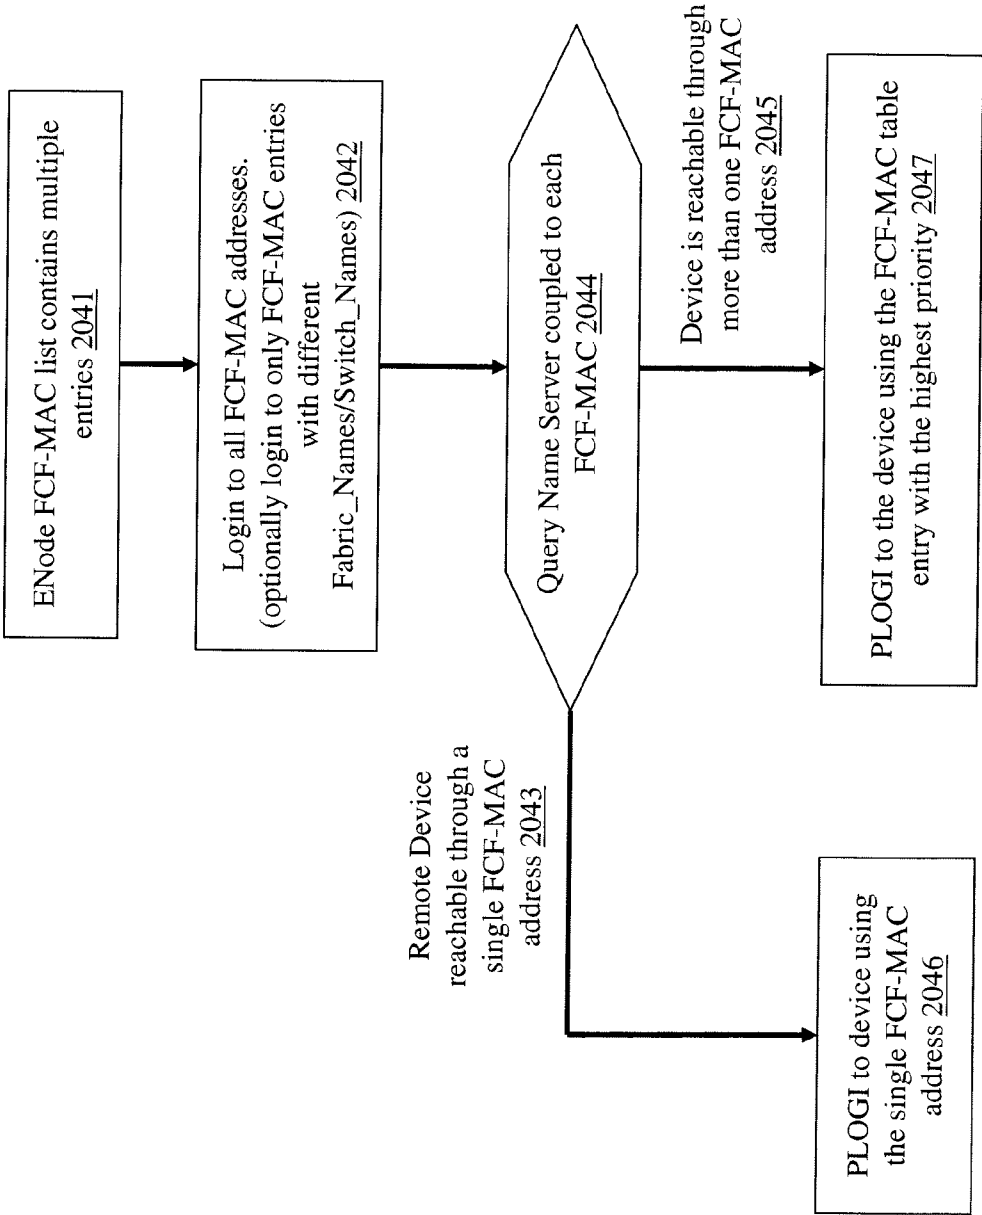 ENode FCF-MAC list contains multiple
entries 2041
Login to all FCF-MAC addresses.
(optionally login to only FCF-MAC entries
with different
Fabric_Names/Switch_Names) 2042
Query Name Server coupled to each
FCF-MAC 2044
Remote Device
reachable through a
single FCF-MAC
address 2043
Device is reachable through
more than one FCF-MAC
address 2045
PLOGI to device using
the single FCF-MAC
address 2046
PLOGI to the device using the FCF-MAC table
entry with the highest priority 2047